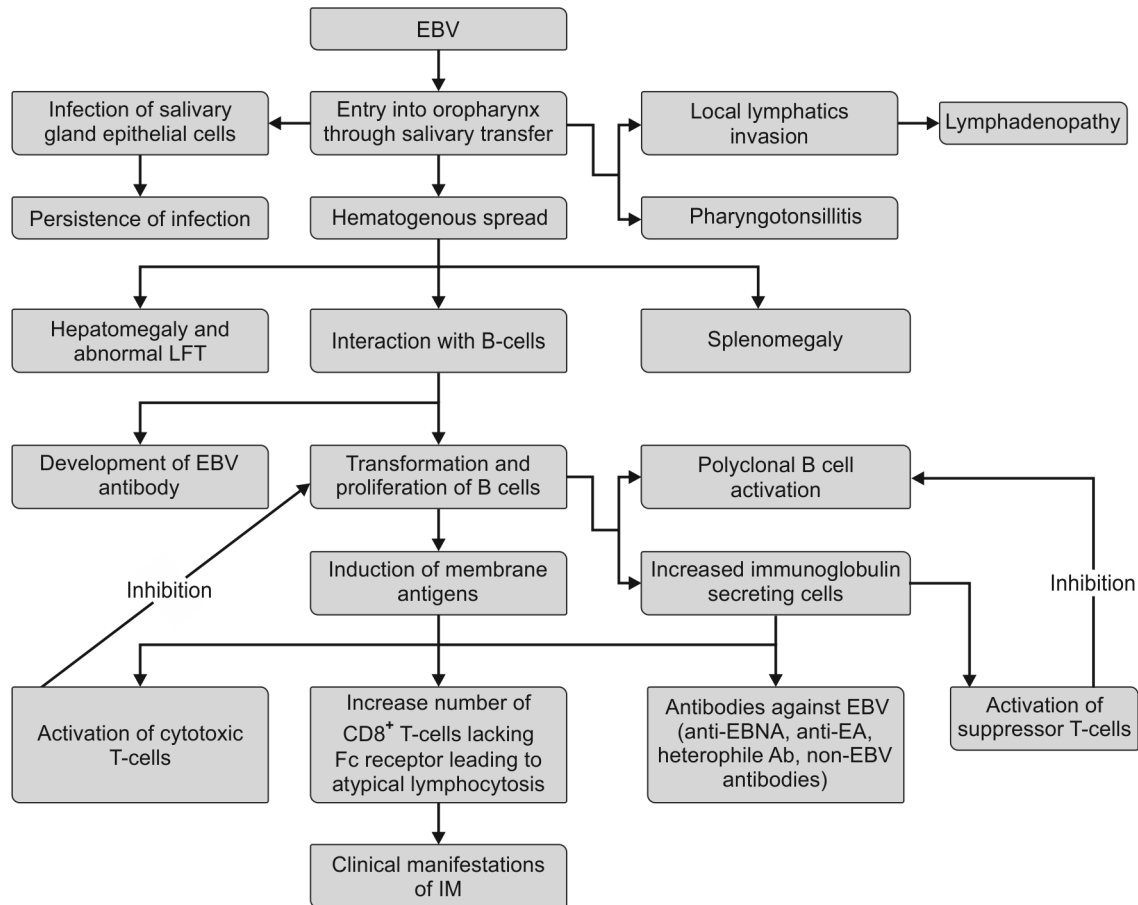 EBV
Infection of salivary
gland epithelial cells
Entry into oropharynx
through salivary transfer
Local lymphatics
invasion
Lymphadenopathy
Persistence of infection
Hematogenous spread
Pharyngotonsillitis
Hepatomegaly and
abnormal LFT
Interaction with B-cells
Splenomegaly
Development of EBV
antibody
Transformation and
proliferation of B cells
Polyclonal B cell
activation
Inhibition
Induction of membrane
antigens
Increased immunoglobulin
secreting cells
Inhibition
Activation of cytotoxic
T-cells
Increase number of
CD8⁺ T-cells lacking
Fc receptor leading to
atypical lymphocytosis
Antibodies against EBV
(anti-EBNA, anti-EA,
heterophile Ab, non-EBV
antibodies)
Activation of
suppressor T-cells
Clinical manifestations
of IM